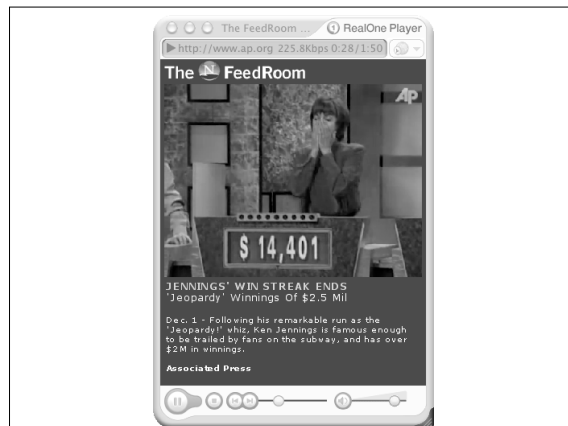 The FeedRoom ... 1 RealOne Player
http://www.ap.org 225.8Kbps 0:28/1:50
The N FeedRoom
AP
$ 14,401
JENNINGS' WIN STREAK ENDS
'Jeopardy' Winnings Of $2.5 Mil
Dec. 1 - Following his remarkable run as the
'Jeopardy!' whiz, Ken Jennings is famous enough
to be trailed by fans on the subway, and has over
$2M in winnings.
Associated Press